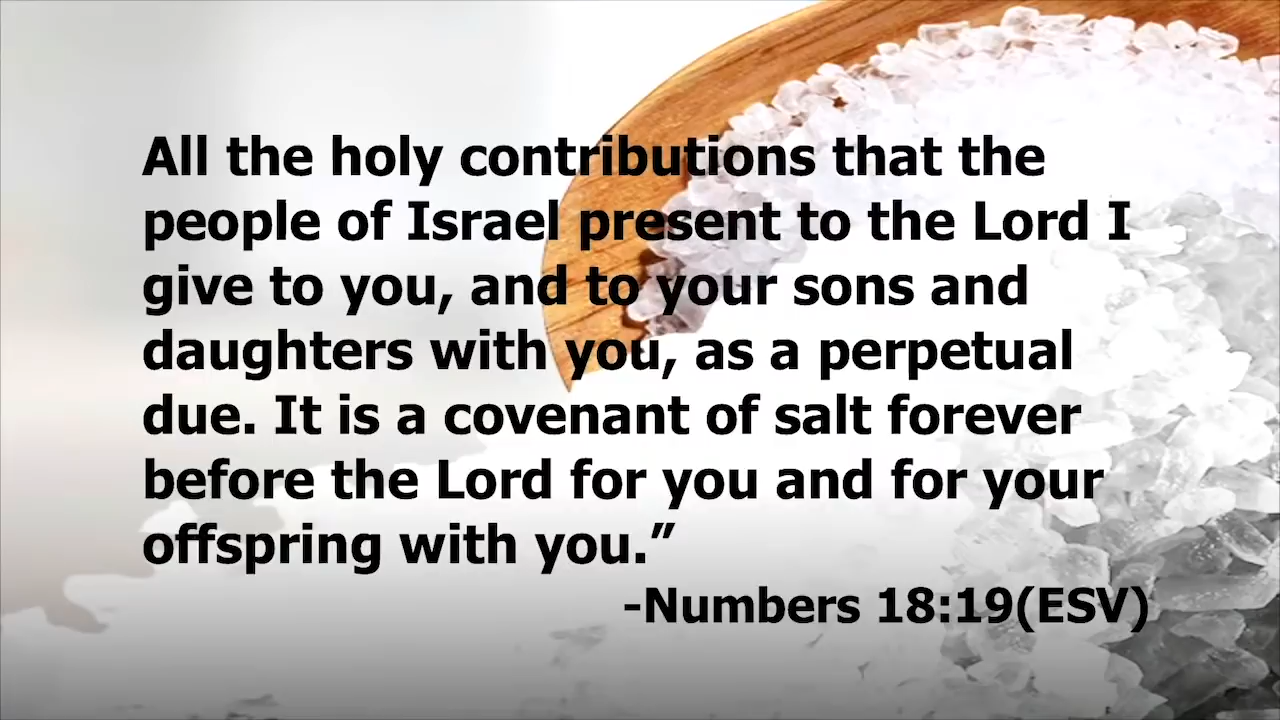 All the holy contributions that the
people of Israel present to the Lord I
give to you, and to your sons and
daughters with you, as a perpetual
due. It is a covenant of salt forever
before the Lord for you and for your
offspring with you.”
-Numbers 18:19(ESV)